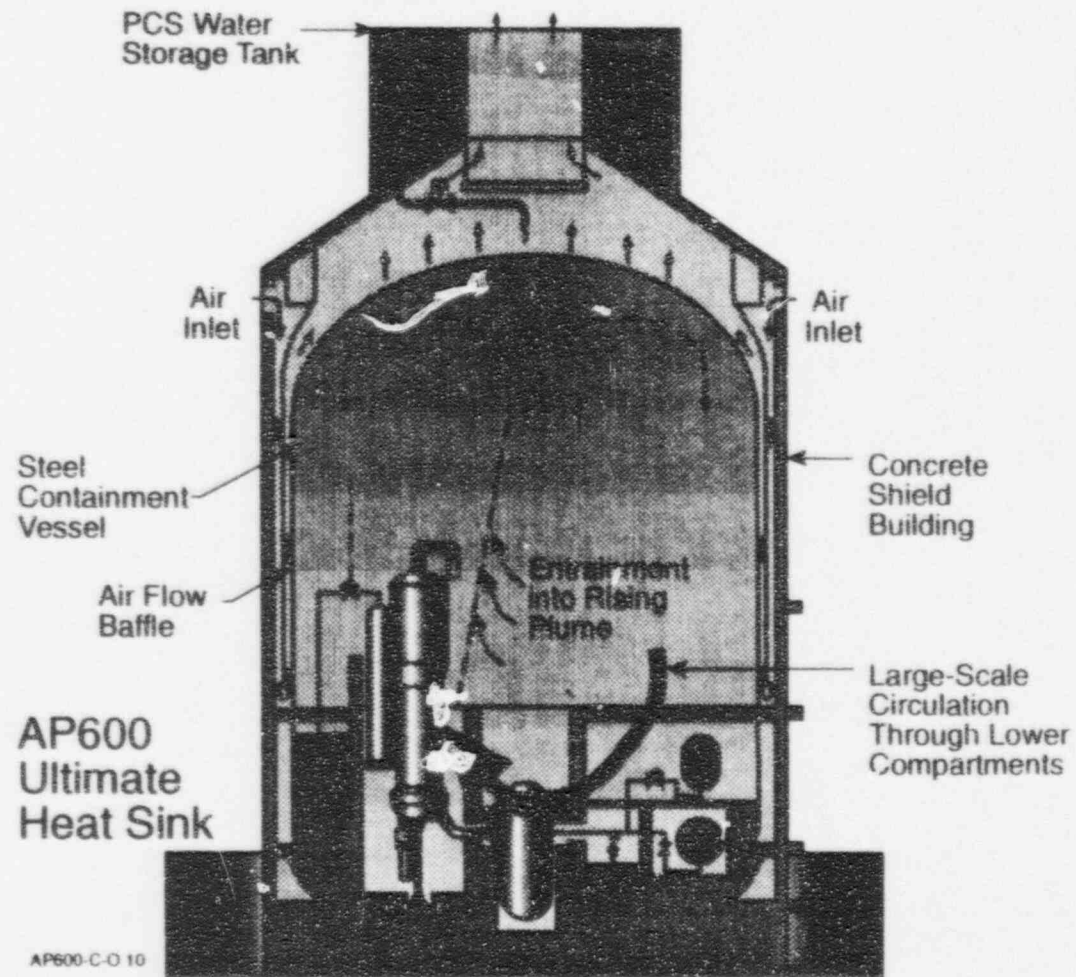 PCS Water
Storage Tank
Air
Inlet
Air
Inlet
Steel
Containment
Vessel
Concrete
Shield
Building
Entrainment
into Rising
Plume
Air Flow
Baffle
Large-Scale
Circulation
Through Lower
Compartments
AP600
Ultimate
Heat Sink
AP600-C-O 10